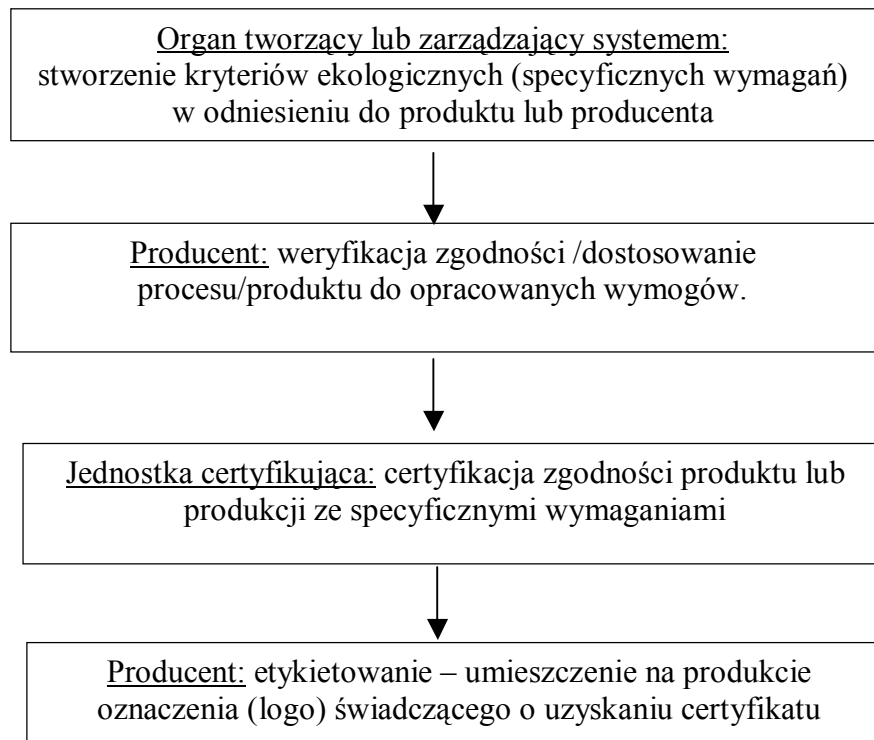 Organ tworzący lub zarządzający systemem:
stworzenie kryteriów ekologicznych (specyficznych wymagań)
w odniesieniu do produktu lub producenta
Producent: weryfikacja zgodności /dostosowanie
procesu/produktu do opracowanych wymogów.
Jednostka certyfikująca: certyfikacja zgodności produktu lub
produkcji ze specyficznymi wymaganiami
Producent: etykietowanie – umieszczenie na produkcie
oznaczenia (logo) świadczącego o uzyskaniu certyfikatu